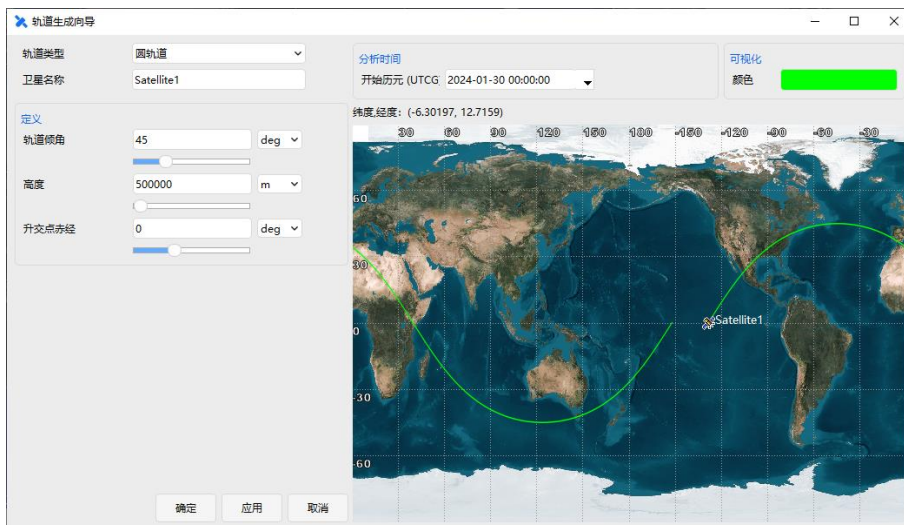 轨道生成向导
轨道类型 圆轨道
卫星名称 Satellite1
定义
轨道倾角 45 deg
高度 500000 m
升交点赤经 0 deg
分析时间
开始历元 (UTCG 2024-01-30 00:00:00
可视化
颜色
纬度,经度: (-6.30197, 12.7159)
30 60 90 120 150 180 -150 -120 -90 -60 -30
60
30
0
Satellite1
-30
-60
确定 应用 取消